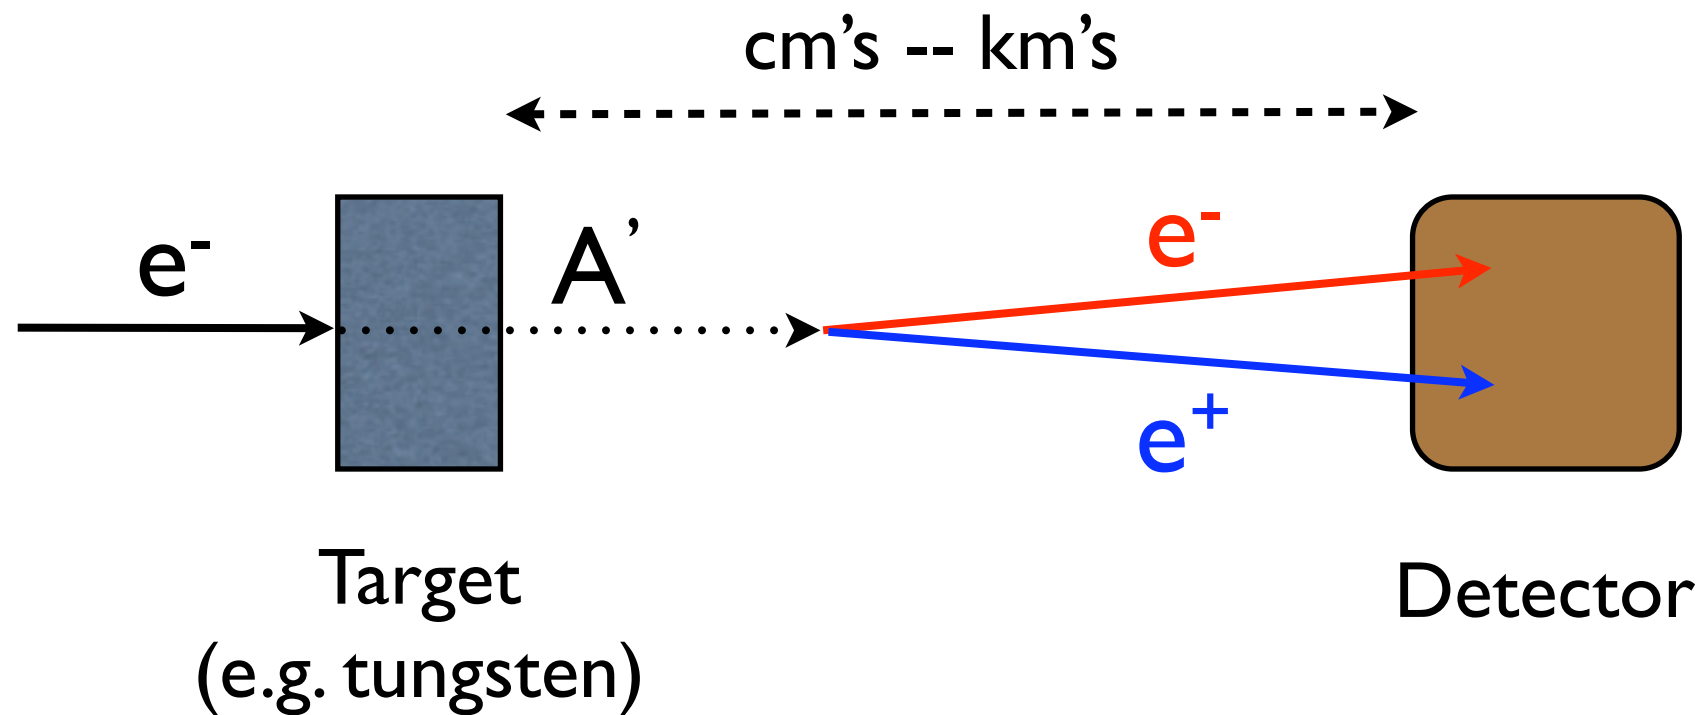 cm’s -- km’s
e-
A’
e-
e+
Target
(e.g. tungsten)
Detector